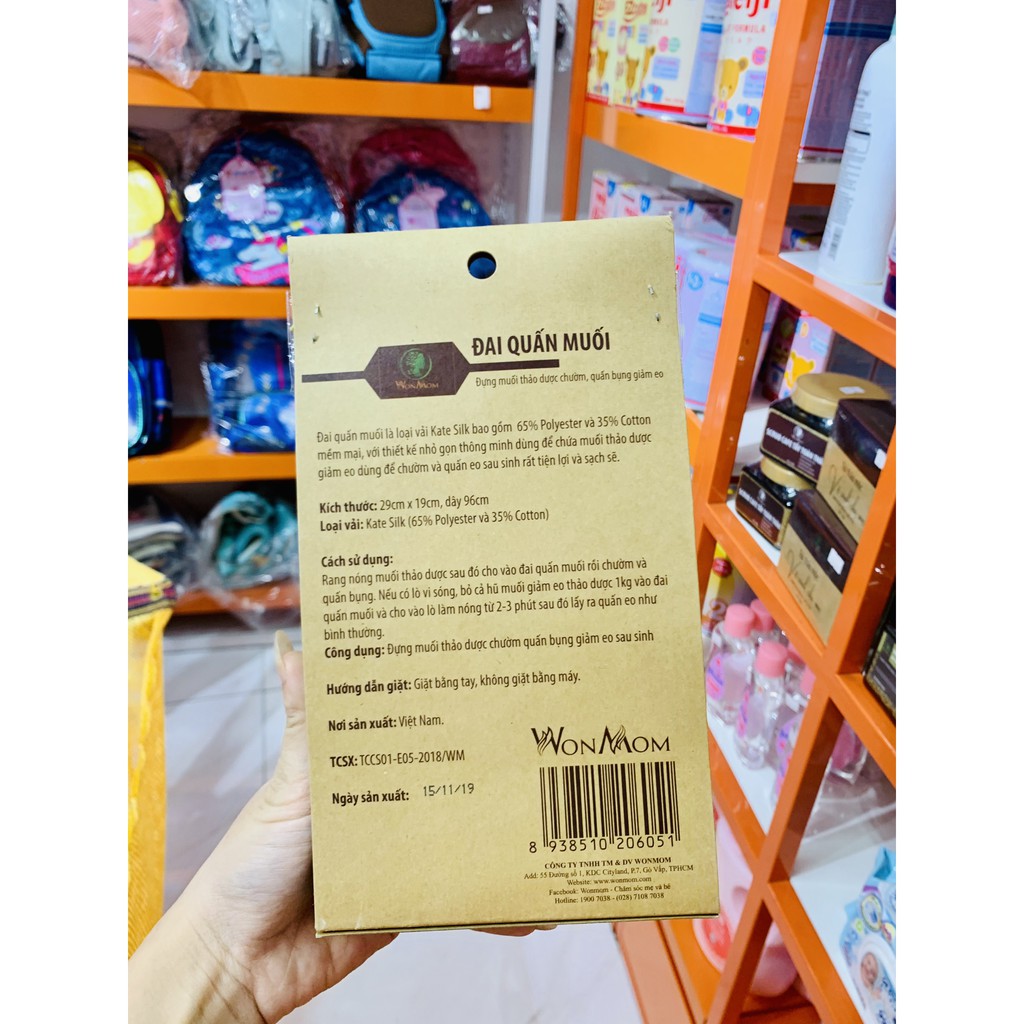 ĐAI QUẤN MUỐI
WONMOM
Đựng muối thảo dược chườm, quấn bụng giảm eo
Đai quấn muối là loại vải Kate Silk bao gồm 65% Polyester và 35% Cotton
mềm mại, với thiết kế nhỏ gọn thông minh dùng để chứa muối thảo dược
giảm eo dùng để chườm và quấn eo sau sinh rất tiện lợi và sạch sẽ.
Kích thước: 29cm x 19cm, dây 96cm
Loại vải: Kate Silk (65% Polyester và 35% Cotton)
Cách sử dụng:
Rang nóng muối thảo dược sau đó cho vào đai quấn muối rồi chườm và
quấn bụng. Nếu có lò vi sóng, bỏ cả hũ muối giảm eo thảo dược 1kg vào đai
quấn muối và cho vào lò làm nóng từ 2-3 phút sau đó lấy ra quấn eo như
bình thường.
Công dụng: Đựng muối thảo dược chườm quấn bụng giảm eo sau sinh
Hướng dẫn giặt: Giặt bằng tay, không giặt bằng máy.
Nơi sản xuất: Việt Nam.
TCSX: TCCS01-E05-2018/WM
Ngày sản xuất: 15/11/19
WONMOM
8 938510 206051
CÔNG TY TNHH TM & DV WONMOM
Add: 55 Đường số 1, KDC Cityland, P.7, Gò Vấp, TPHCM
Website: www.wonmom.com
Facebook: Wonmom - Chăm sóc mẹ và bé
Hotline: 1900 7038 - (028) 7108 7038